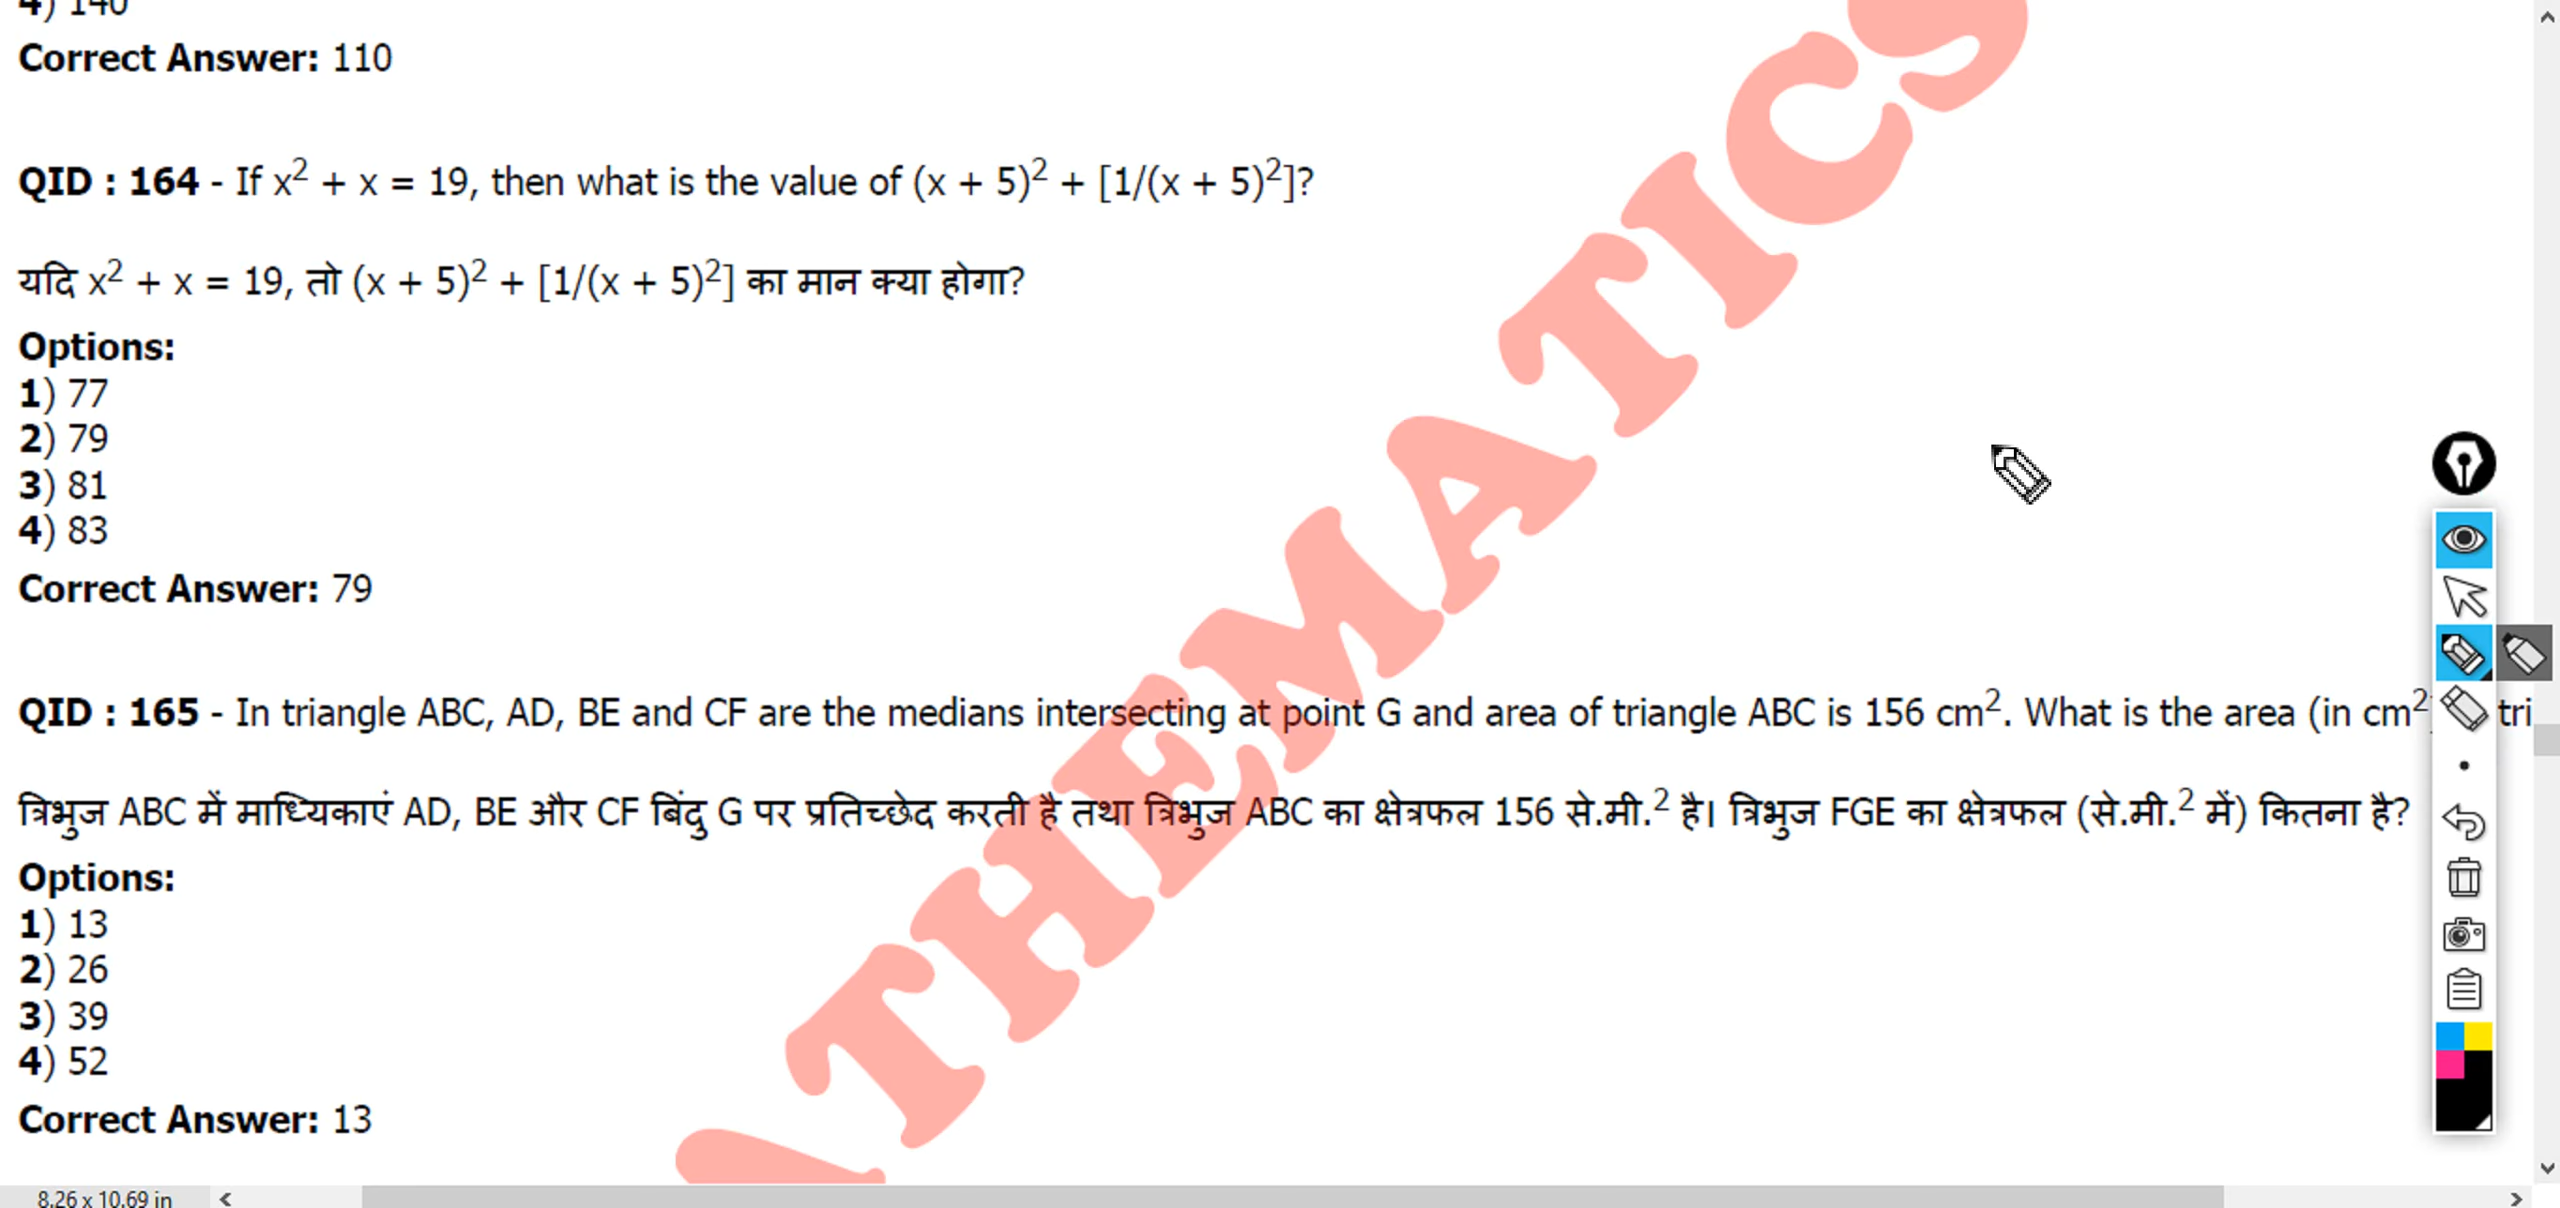 4) 140
Correct Answer: 110
QID : 164 - If x² + x = 19, then what is the value of (x + 5)² + [1/(x + 5)²]?
यदि x² + x = 19, तो (x + 5)² + [1/(x + 5)²] का मान क्या होगा?
Options:
1) 77
2) 79
3) 81
4) 83
Correct Answer: 79
QID : 165 - In triangle ABC, AD, BE and CF are the medians intersecting at point G and area of triangle ABC is 156 cm². What is the area (in cm² tri
त्रिभुज ABC में माध्यिकाएं AD, BE और CF बिंदु G पर प्रतिच्छेद करती है तथा त्रिभुज ABC का क्षेत्रफल 156 से.मी.² है। त्रिभुज FGE का क्षेत्रफल (से.मी.² में) कितना है?
Options:
1) 13
2) 26
3) 39
4) 52
Correct Answer: 13
ATHEMATICS
8.26 x 10.69 in